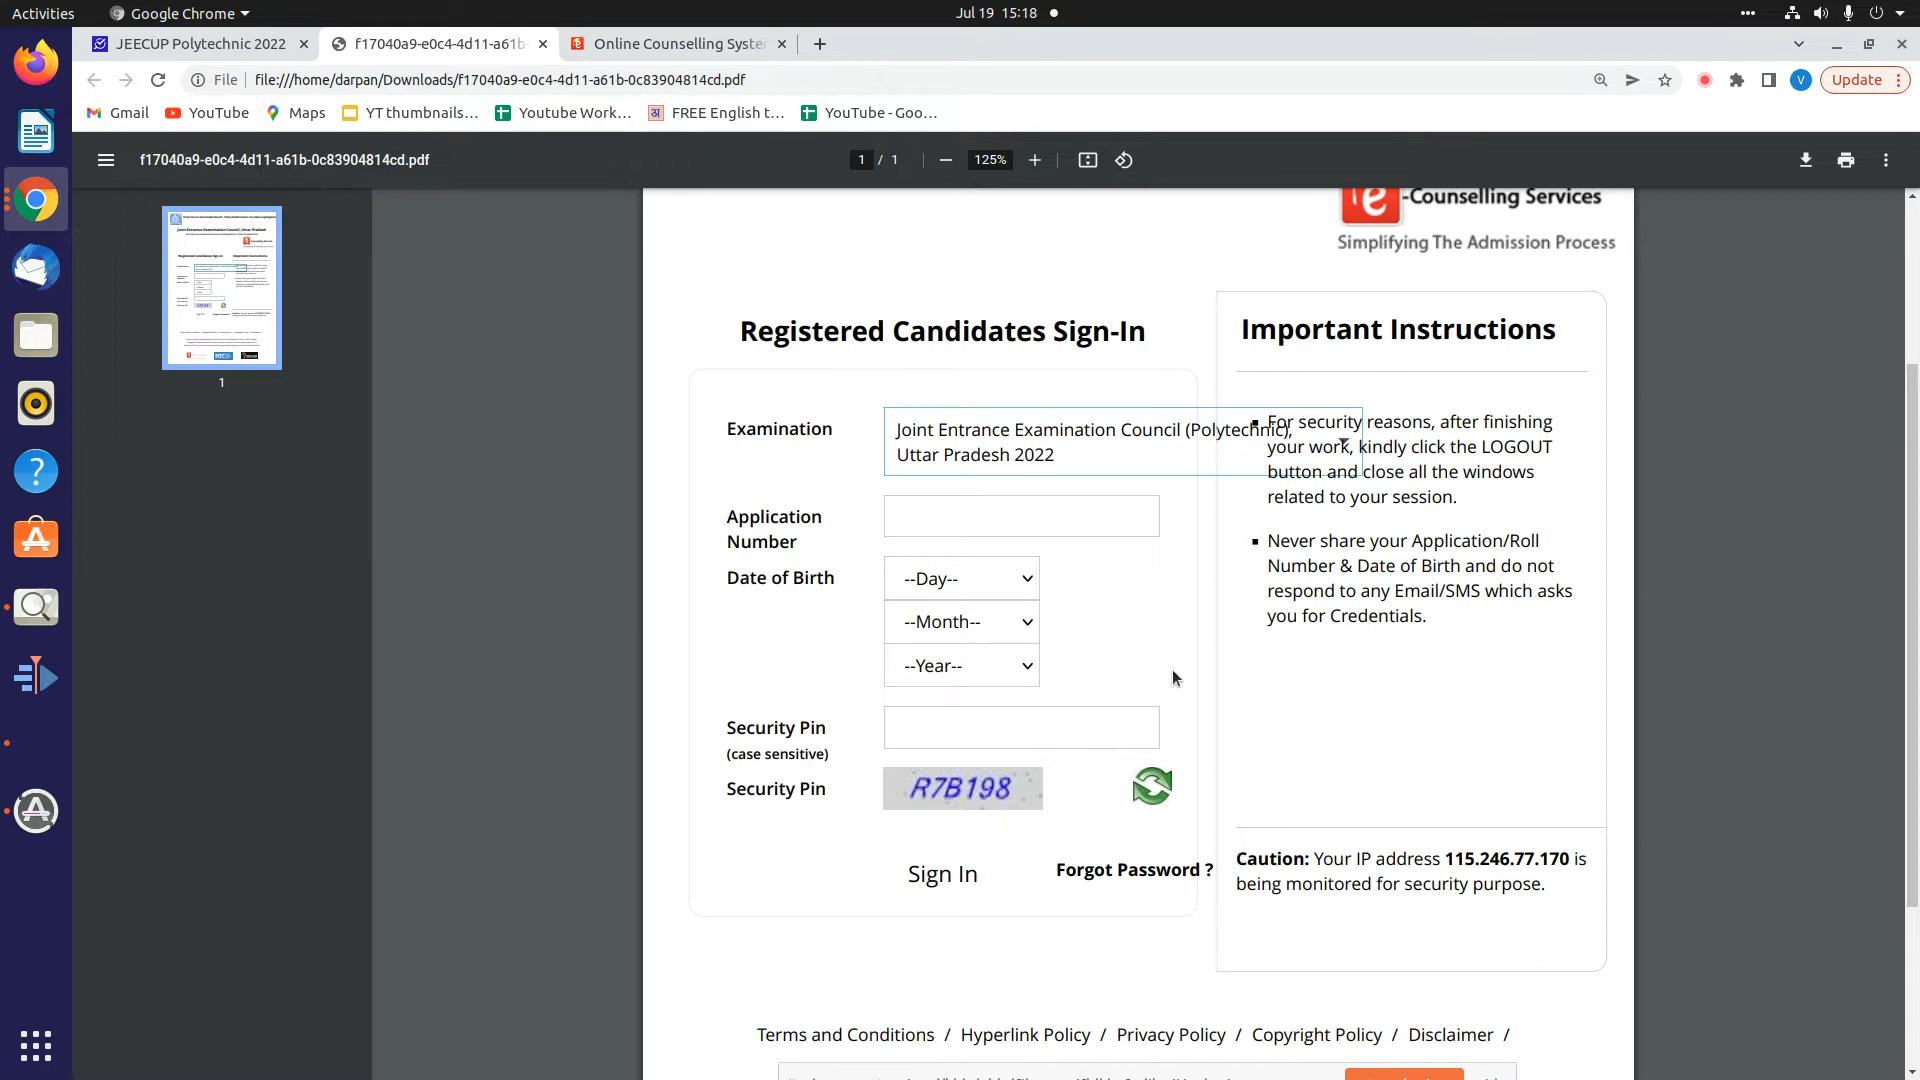 Activities
Google Chrome
Jul 19 15:18
JEECUP Polytechnic 2022
f17040a9-e0c4-4d11-a61b-
Online Counselling Syste
File
file:///home/darpan/Downloads/f17040a9-e0c4-4d11-a61b-0c83904814cd.pdf
V
Update
Gmail
YouTube
Maps
YT thumbnails...
Youtube Work...
FREE English t...
YouTube - Goo...
f17040a9-e0c4-4d11-a61b-0c83904814cd.pdf
1 / 1
125%
1
e-Counselling Services
Simplifying The Admission Process
Registered Candidates Sign-In
Examination
Joint Entrance Examination Council (Polytechnic),
Uttar Pradesh 2022
Application
Number
Date of Birth
--Day--
--Month--
--Year--
Security Pin
(case sensitive)
Security Pin
R7B198
Sign In
Forgot Password ?
Important Instructions
For security reasons, after finishing
your work, kindly click the LOGOUT
button and close all the windows
related to your session.
Never share your Application/Roll
Number & Date of Birth and do not
respond to any Email/SMS which asks
you for Credentials.
Caution: Your IP address 115.246.77.170 is
being monitored for security purpose.
Terms and Conditions / Hyperlink Policy / Privacy Policy / Copyright Policy / Disclaimer /